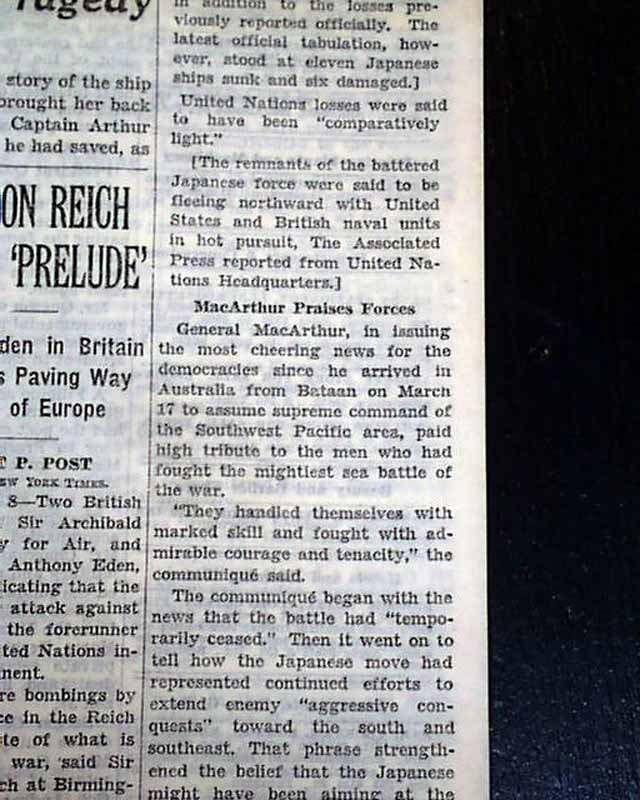 Tragedy
story of the ship
brought her back
Captain Arthur
he had saved, as
ON REICH
'PRELUDE'
den in Britain
s Paving Way
of Europe
P. POST
EW YORK TIMES.
8—Two British
Sir Archibald
y for Air, and
Anthony Eden,
icating that the
attack against
the forerunner
ted Nations in-
nent.
re bombings by
ce in the Reich
te of what is
war, said Sir
ch at Birming-
in addition to the losses pre-
viously reported officially. The
latest official tabulation, how-
ever, stood at eleven Japanese
ships sunk and six damaged.]
United Nations losses were said
to have been "comparatively
light."
[The remnants of the battered
Japanese force were said to be
fleeing northward with United
States and British naval units
in hot pursuit, The Associated
Press reported from United Na-
tions Headquarters.]
MacArthur Praises Forces
General MacArthur, in issuing
the most cheering news for the
democracies since he arrived in
Australia from Bataan on March
17 to assume supreme command of
the Southwest Pacific area, paid
high tribute to the men who had
fought the mightiest sea battle of
the war.
"They handled themselves with
marked skill and fought with ad-
mirable courage and tenacity," the
communiqué said.
The communiqué began with the
news that the battle had "tempo-
rarily ceased." Then it went on to
tell how the Japanese move had
represented continued efforts to
extend enemy "aggressive con-
quests" toward the south and
southeast. That phrase strength-
ened the belief that the Japanese
might have been aiming at the